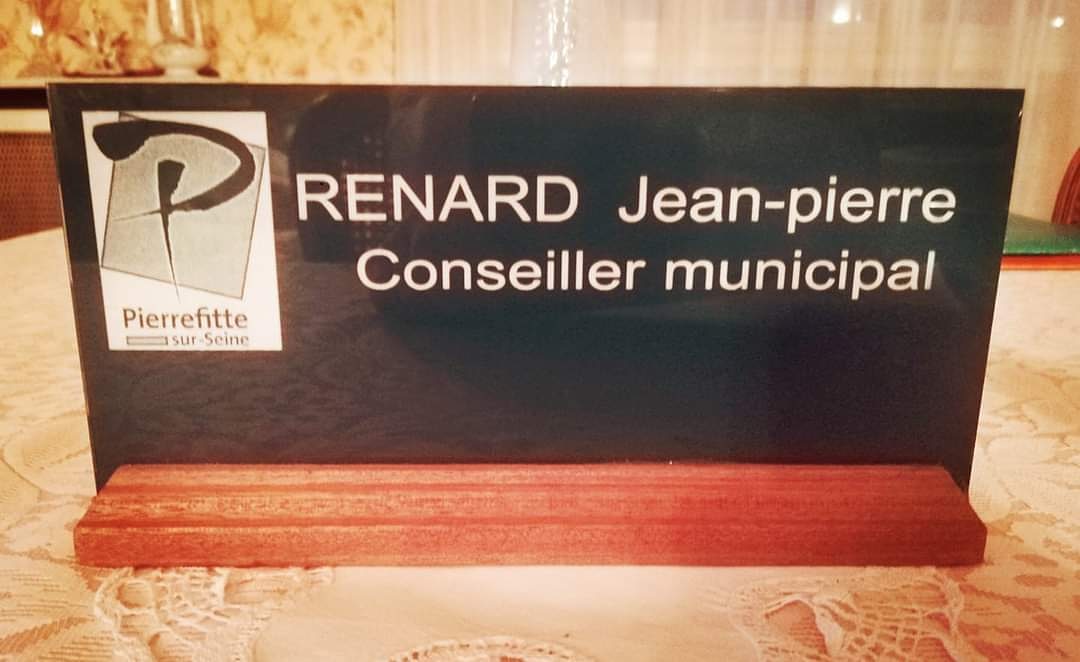 RENARD Jean-pierre
Conseiller municipal
Pierrefitte
sur-Seine